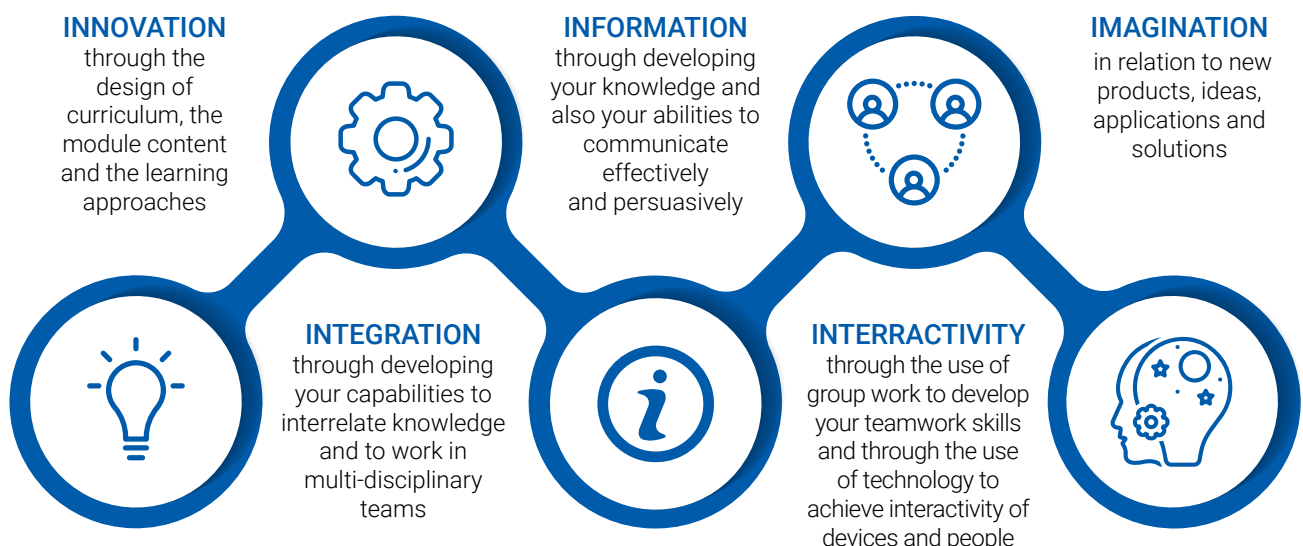 INNOVATION
through the
design of
curriculum, the
module content
and the learning
approaches
INTEGRATION
through developing
your capabilities to
interrelate knowledge
and to work in
multi-disciplinary
teams
INFORMATION
through developing
your knowledge and
also your abilities to
communicate
effectively
and persuasively
INTERRACTIVITY
through the use of
group work to develop
your teamwork skills
and through the use
of technology to
achieve interactivity of
devices and people
IMAGINATION
in relation to new
products, ideas,
applications and
solutions